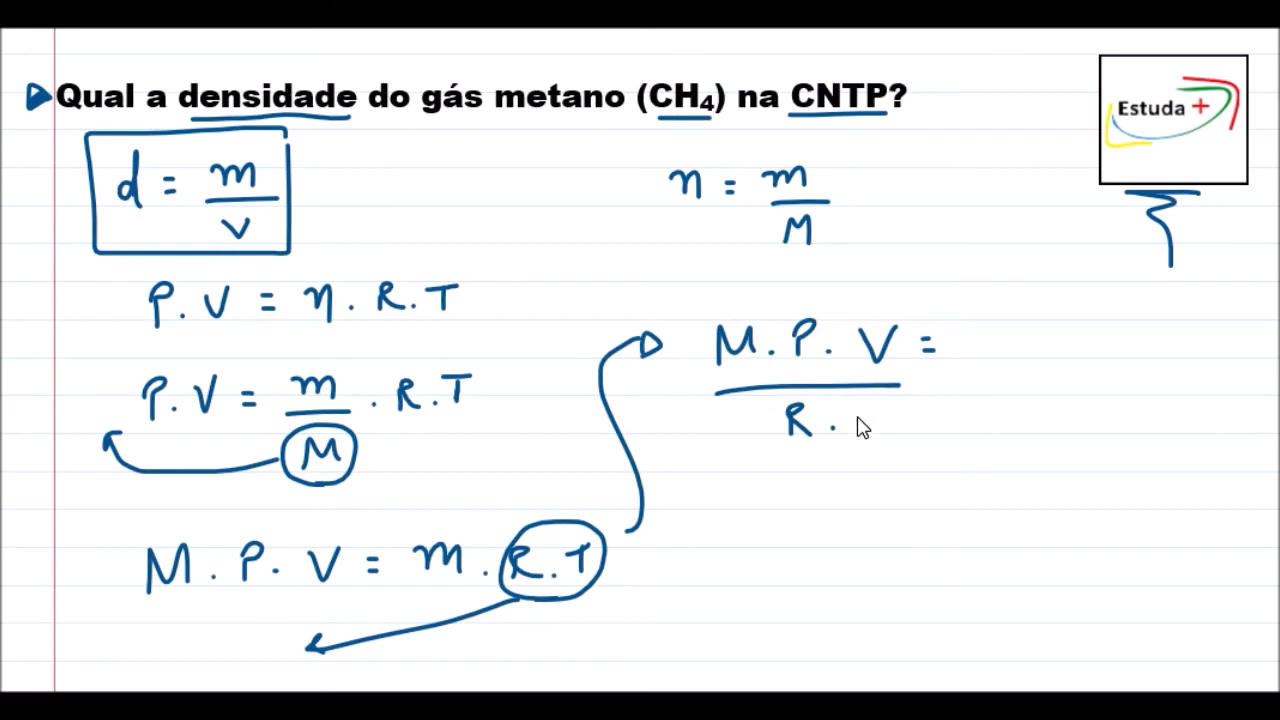 Qual a densidade do gás metano (CH₄) na CNTP?
Estuda +
d = m / V
n = m / M
P. V = n. R. T
P. V = m / M . R. T
M. P. V = m. R. T
M. P. V = / R.